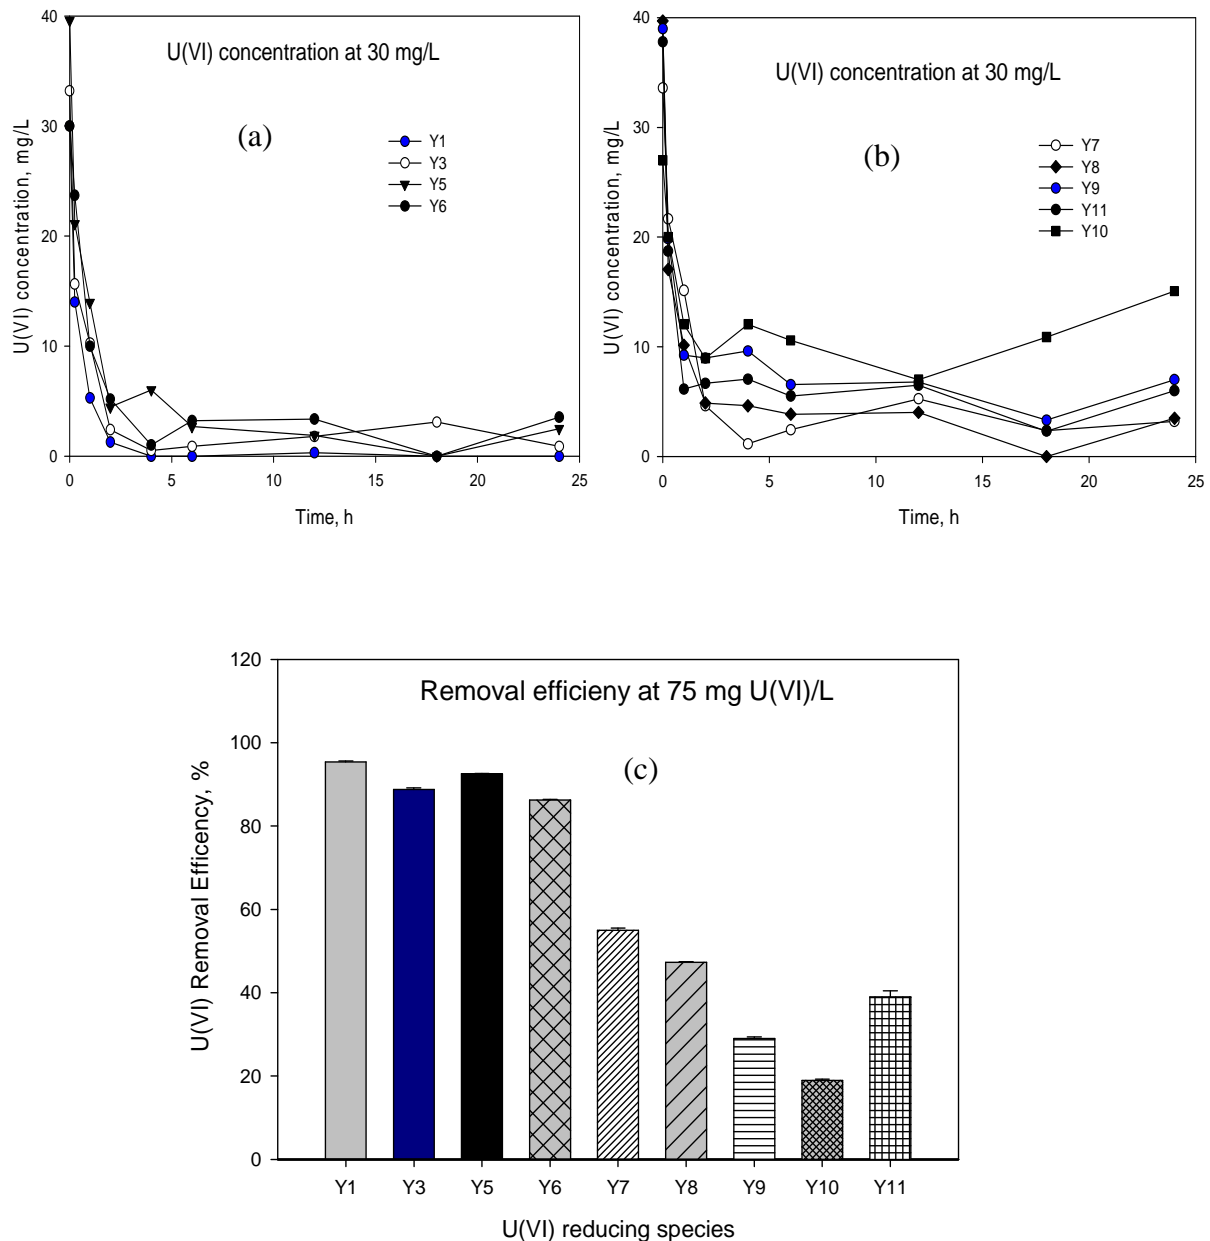 U(VI) concentration at 30 mg/L
(a)
Y1
Y3
Y5
Y6
U(VI) concentration, mg/L
40
30
20
10
0
0 5 10 15 20 25
Time, h
U(VI) concentration at 30 mg/L
(b)
Y7
Y8
Y9
Y11
Y10
U(VI) concentration, mg/L
40
30
20
10
0
0 5 10 15 20 25
Time, h
Removal efficieny at 75 mg U(VI)/L
(c)
U(VI) Removal Efficency, %
120
100
80
60
40
20
0
Y1 Y3 Y5 Y6 Y7 Y8 Y9 Y10 Y11
U(VI) reducing species